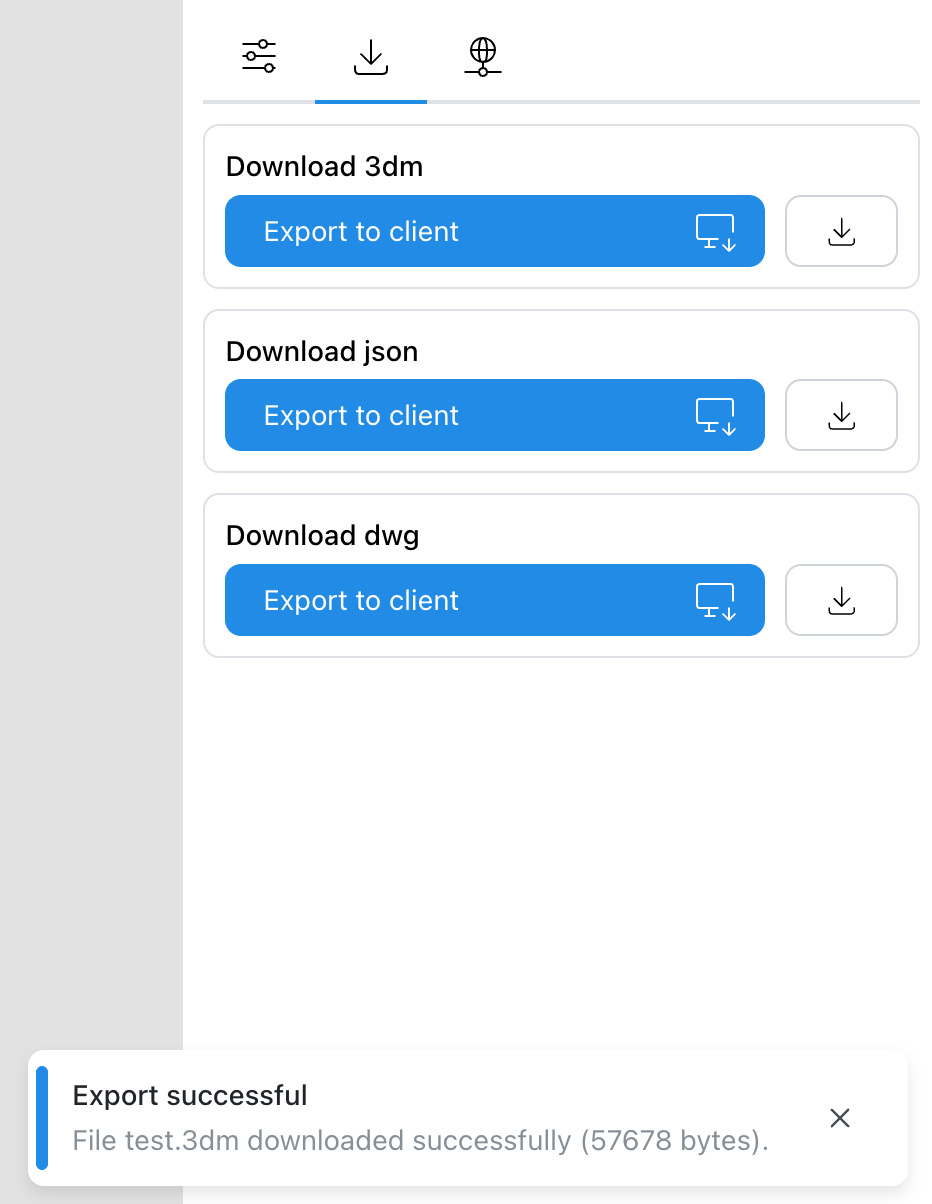 Download 3dm
Export to client
Download json
Export to client
Download dwg
Export to client
Export successful
File test.3dm downloaded successfully (57678 bytes).